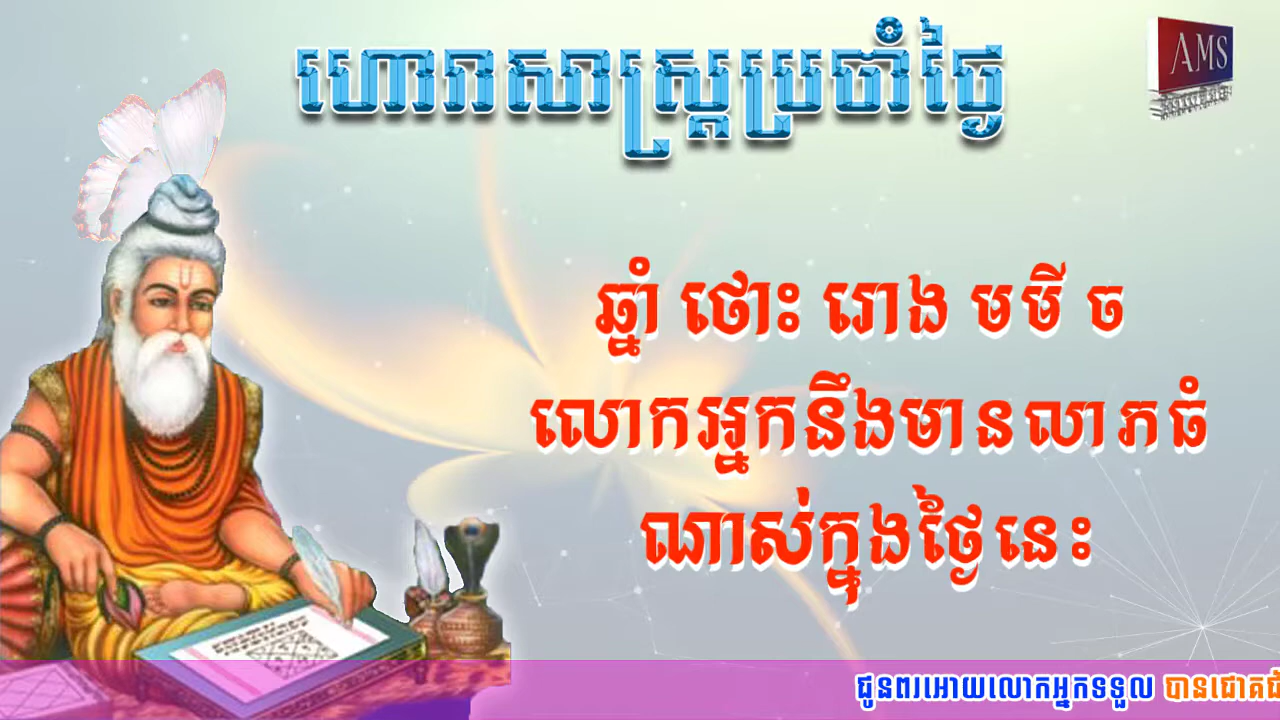 ហោរាសាស្ត្រប្រចាំថ្ងៃ
AMS
ឆ្នាំ ថោះ រោង មមី ច
លោកអ្នកនឹងមានលាភធំ
ណាស់ក្នុងថ្ងៃនេះ
ជូនពរអោយលោកអ្នកទទួល បានជោគជ័